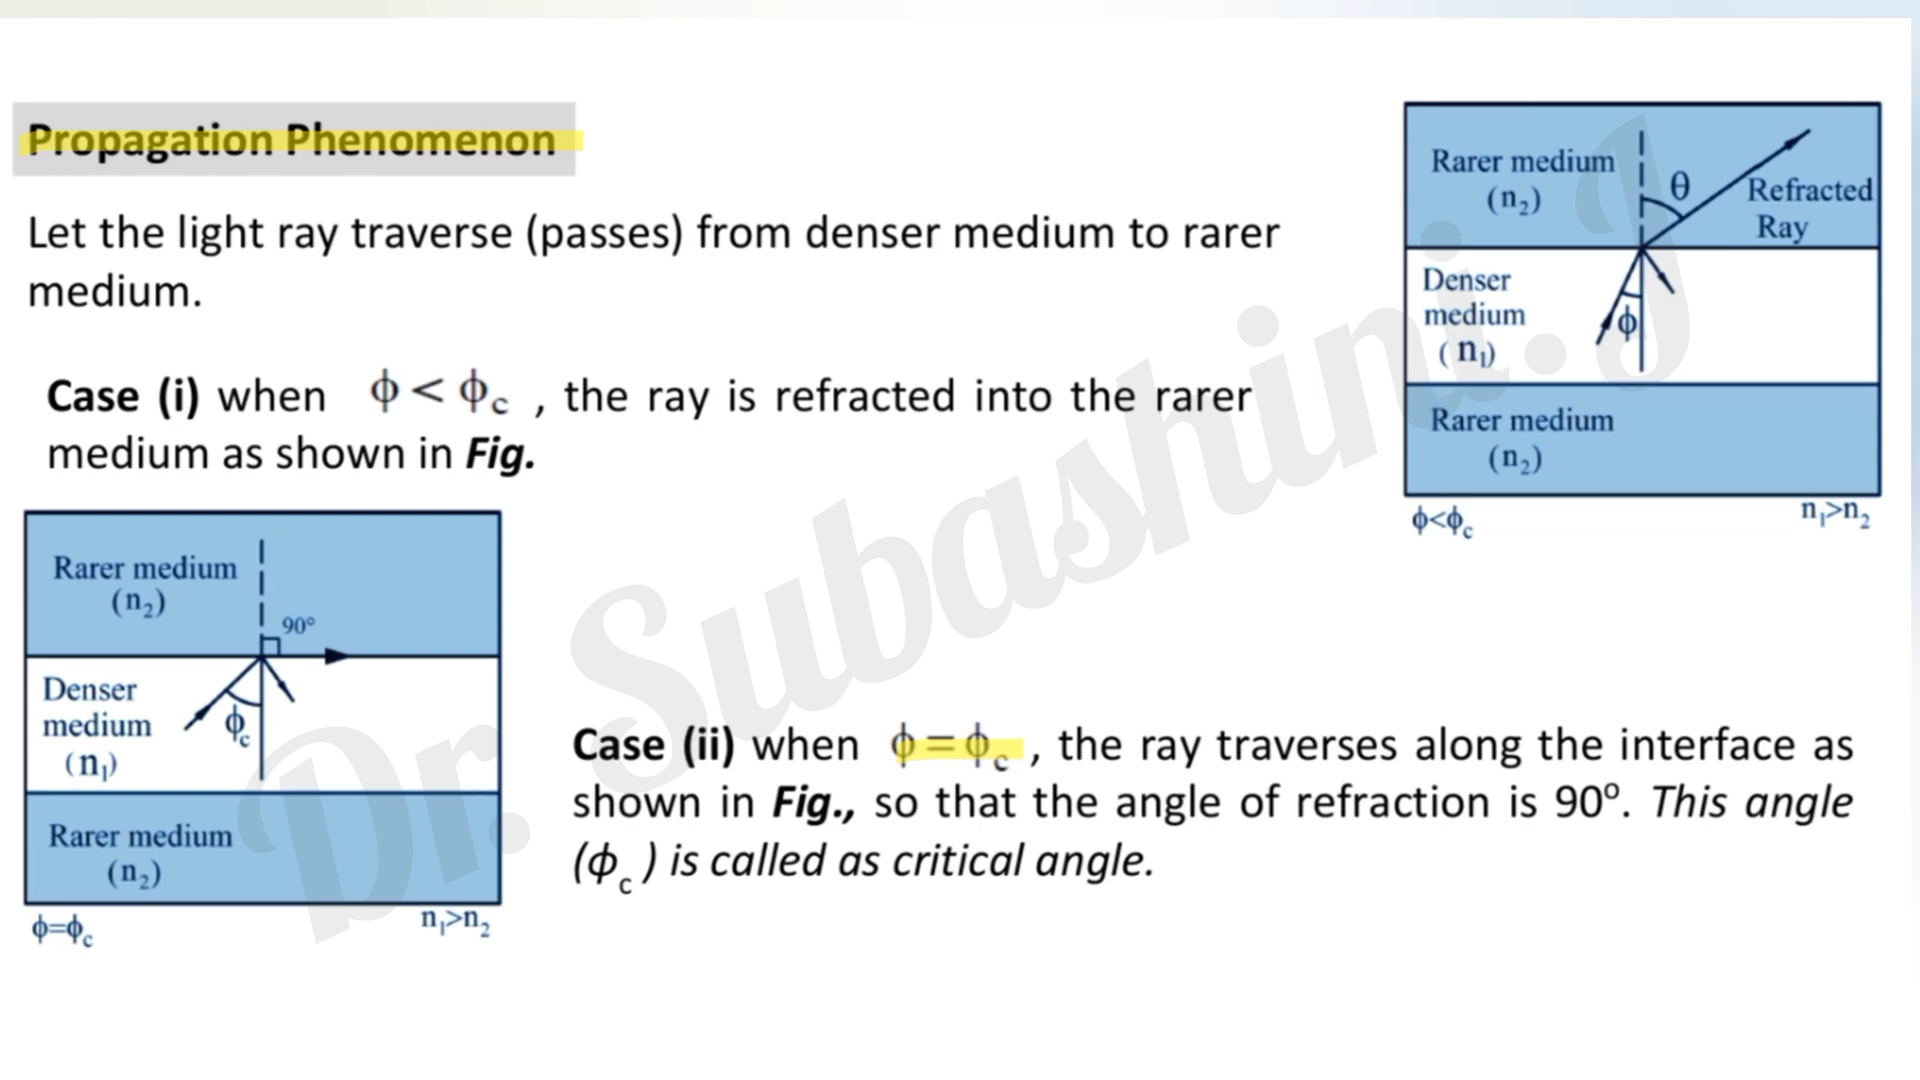 Propagation Phenomenon
Let the light ray traverse (passes) from denser medium to rarer
medium.
Case (i) when ϕ < ϕc , the ray is refracted into the rarer
medium as shown in Fig.
Rarer medium
(n₂)
θ
Refracted
Ray
Denser
medium
(n₁)
ϕ
Rarer medium
(n₂)
ϕ<ϕc
n₁>n₂
Rarer medium
(n₂)
90°
Denser
medium
(n₁)
ϕc
Rarer medium
(n₂)
ϕ=ϕc
n₁>n₂
Case (ii) when ϕ = ϕc , the ray traverses along the interface as
shown in Fig., so that the angle of refraction is 90°. This angle
(ϕc ) is called as critical angle.
Dr. Subashini. J